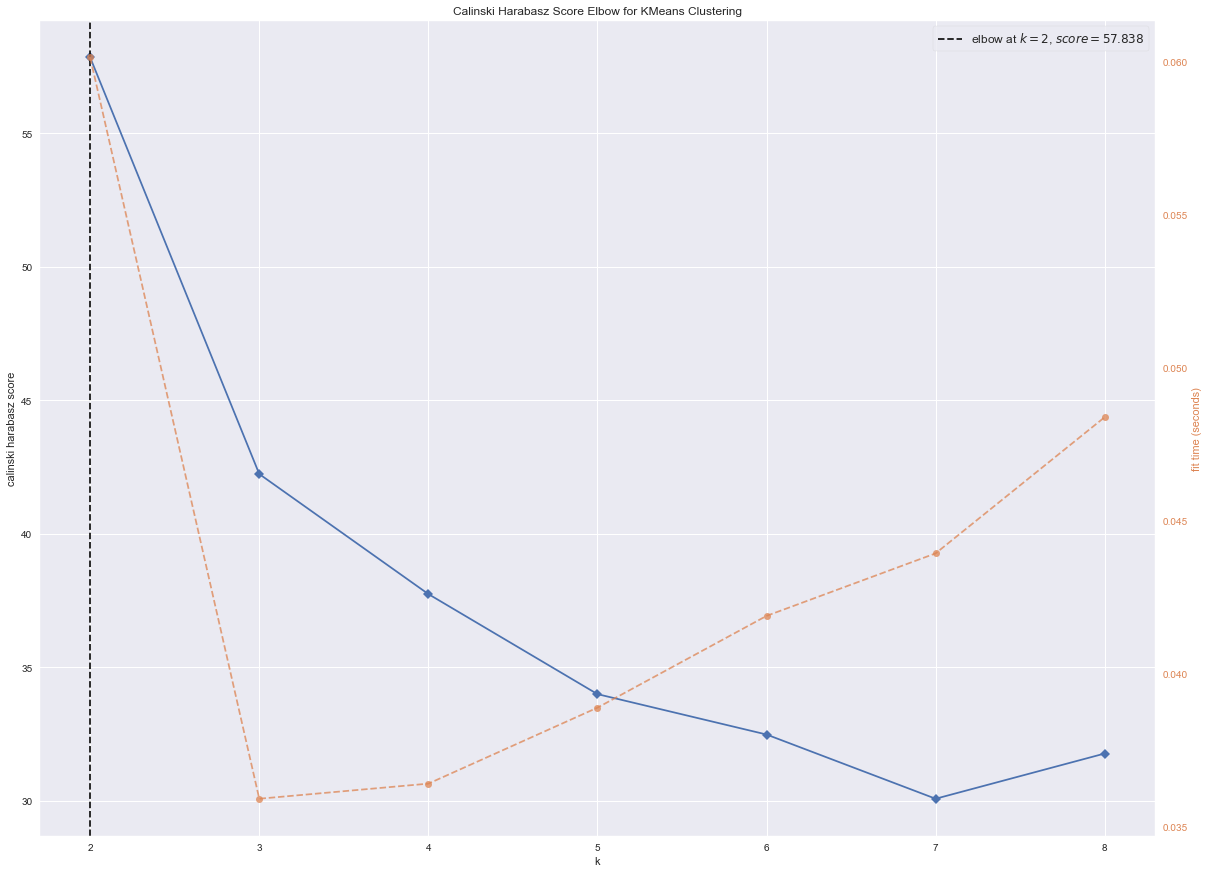 Calinski Harabasz Score Elbow for KMeans Clustering
elbow at k = 2, score = 57.838
calinski harabasz score
55
50
45
40
35
30
0.060
0.055
0.050
0.045
0.040
0.035
fit time (seconds)
2 3 4 5 6 7 8
k